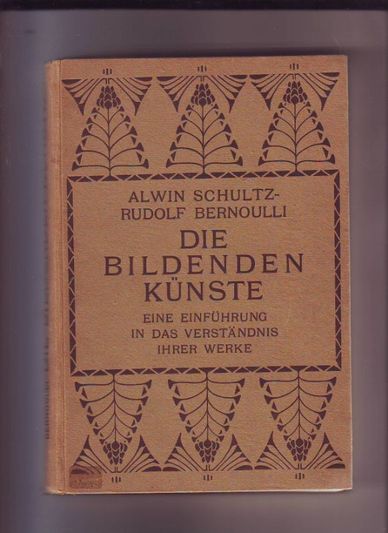 ALWIN SCHULTZ-
RUDOLF BERNOULLI
DIE
BILDENDEN
KÜNSTE
EINE EINFÜHRUNG
IN DAS VERSTÄNDNIS
IHRER WERKE